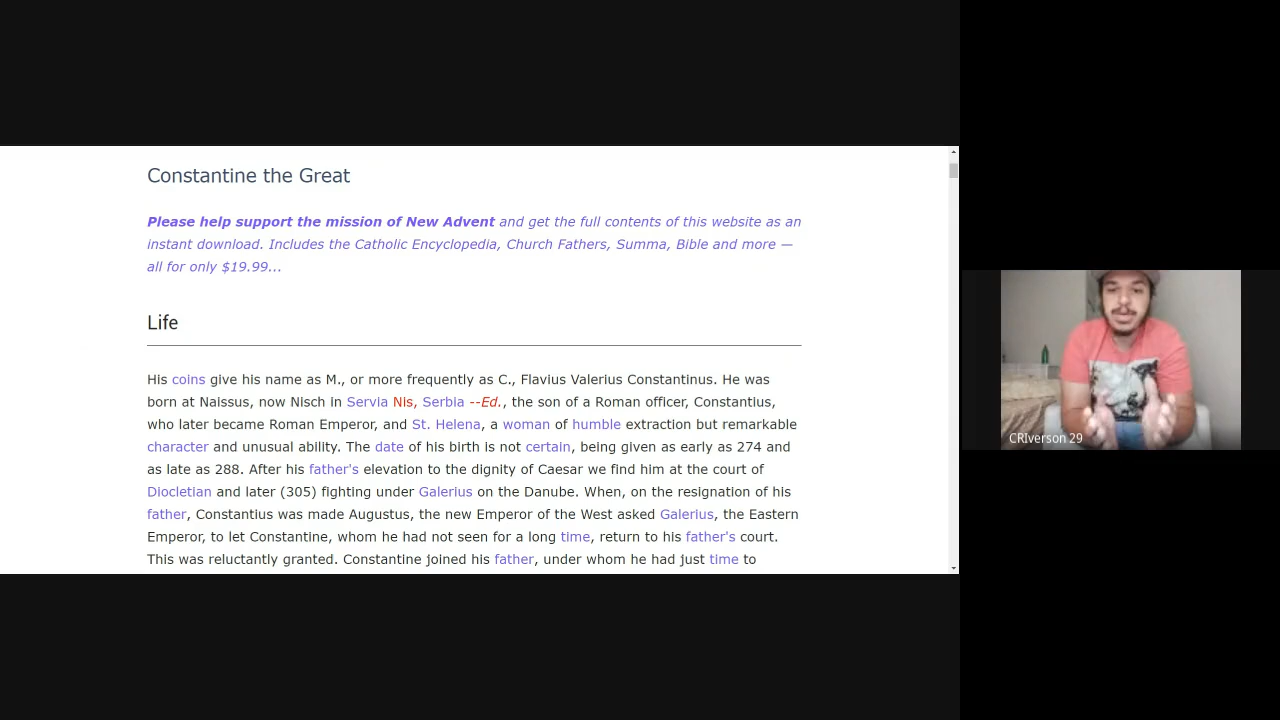 Constantine the Great
Please help support the mission of New Advent and get the full contents of this website as an
instant download. Includes the Catholic Encyclopedia, Church Fathers, Summa, Bible and more —
all for only $19.99...
Life
His coins give his name as M., or more frequently as C., Flavius Valerius Constantinus. He was
born at Naissus, now Nisch in Servia Nis, Serbia --Ed., the son of a Roman officer, Constantius,
who later became Roman Emperor, and St. Helena, a woman of humble extraction but remarkable
character and unusual ability. The date of his birth is not certain, being given as early as 274 and
as late as 288. After his father's elevation to the dignity of Caesar we find him at the court of
Diocletian and later (305) fighting under Galerius on the Danube. When, on the resignation of his
father, Constantius was made Augustus, the new Emperor of the West asked Galerius, the Eastern
Emperor, to let Constantine, whom he had not seen for a long time, return to his father's court.
This was reluctantly granted. Constantine joined his father, under whom he had just time to
CRIverson 29